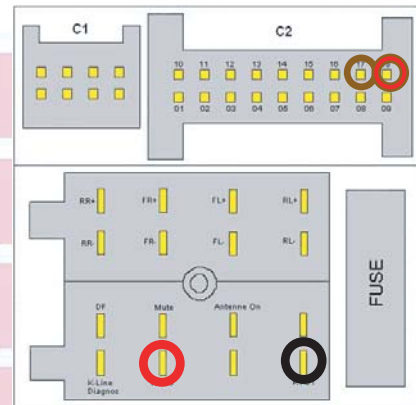 C1
C2
10 11 12 13 14 15 16 17
01 02 03 04 05 06 07 08 09
RR+ FR+ FL+ RL+
RR- FR- FL- RL-
FUSE
DF Mute Antenne On
K-Line
Diagnos